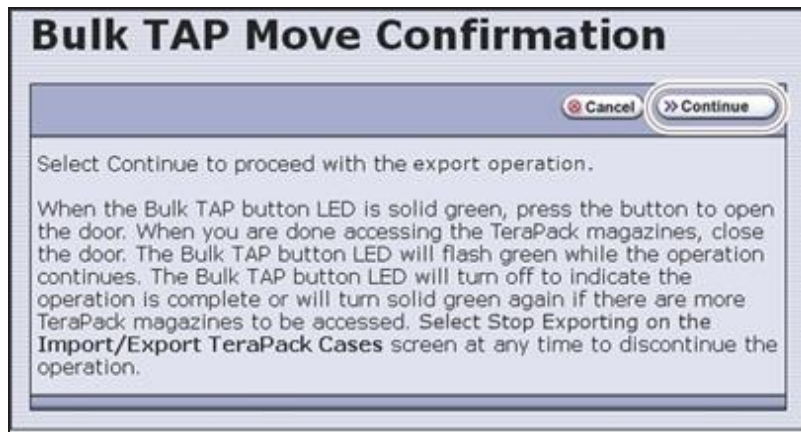 Bulk TAP Move Confirmation
Cancel
Continue
Select Continue to proceed with the export operation.
When the Bulk TAP button LED is solid green, press the button to open
the door. When you are done accessing the TeraPack magazines, close
the door. The Bulk TAP button LED will flash green while the operation
continues. The Bulk TAP button LED will turn off to indicate the
operation is complete or will turn solid green again if there are more
TeraPack magazines to be accessed. Select Stop Exporting on the
Import/Export TeraPack Cases screen at any time to discontinue the
operation.